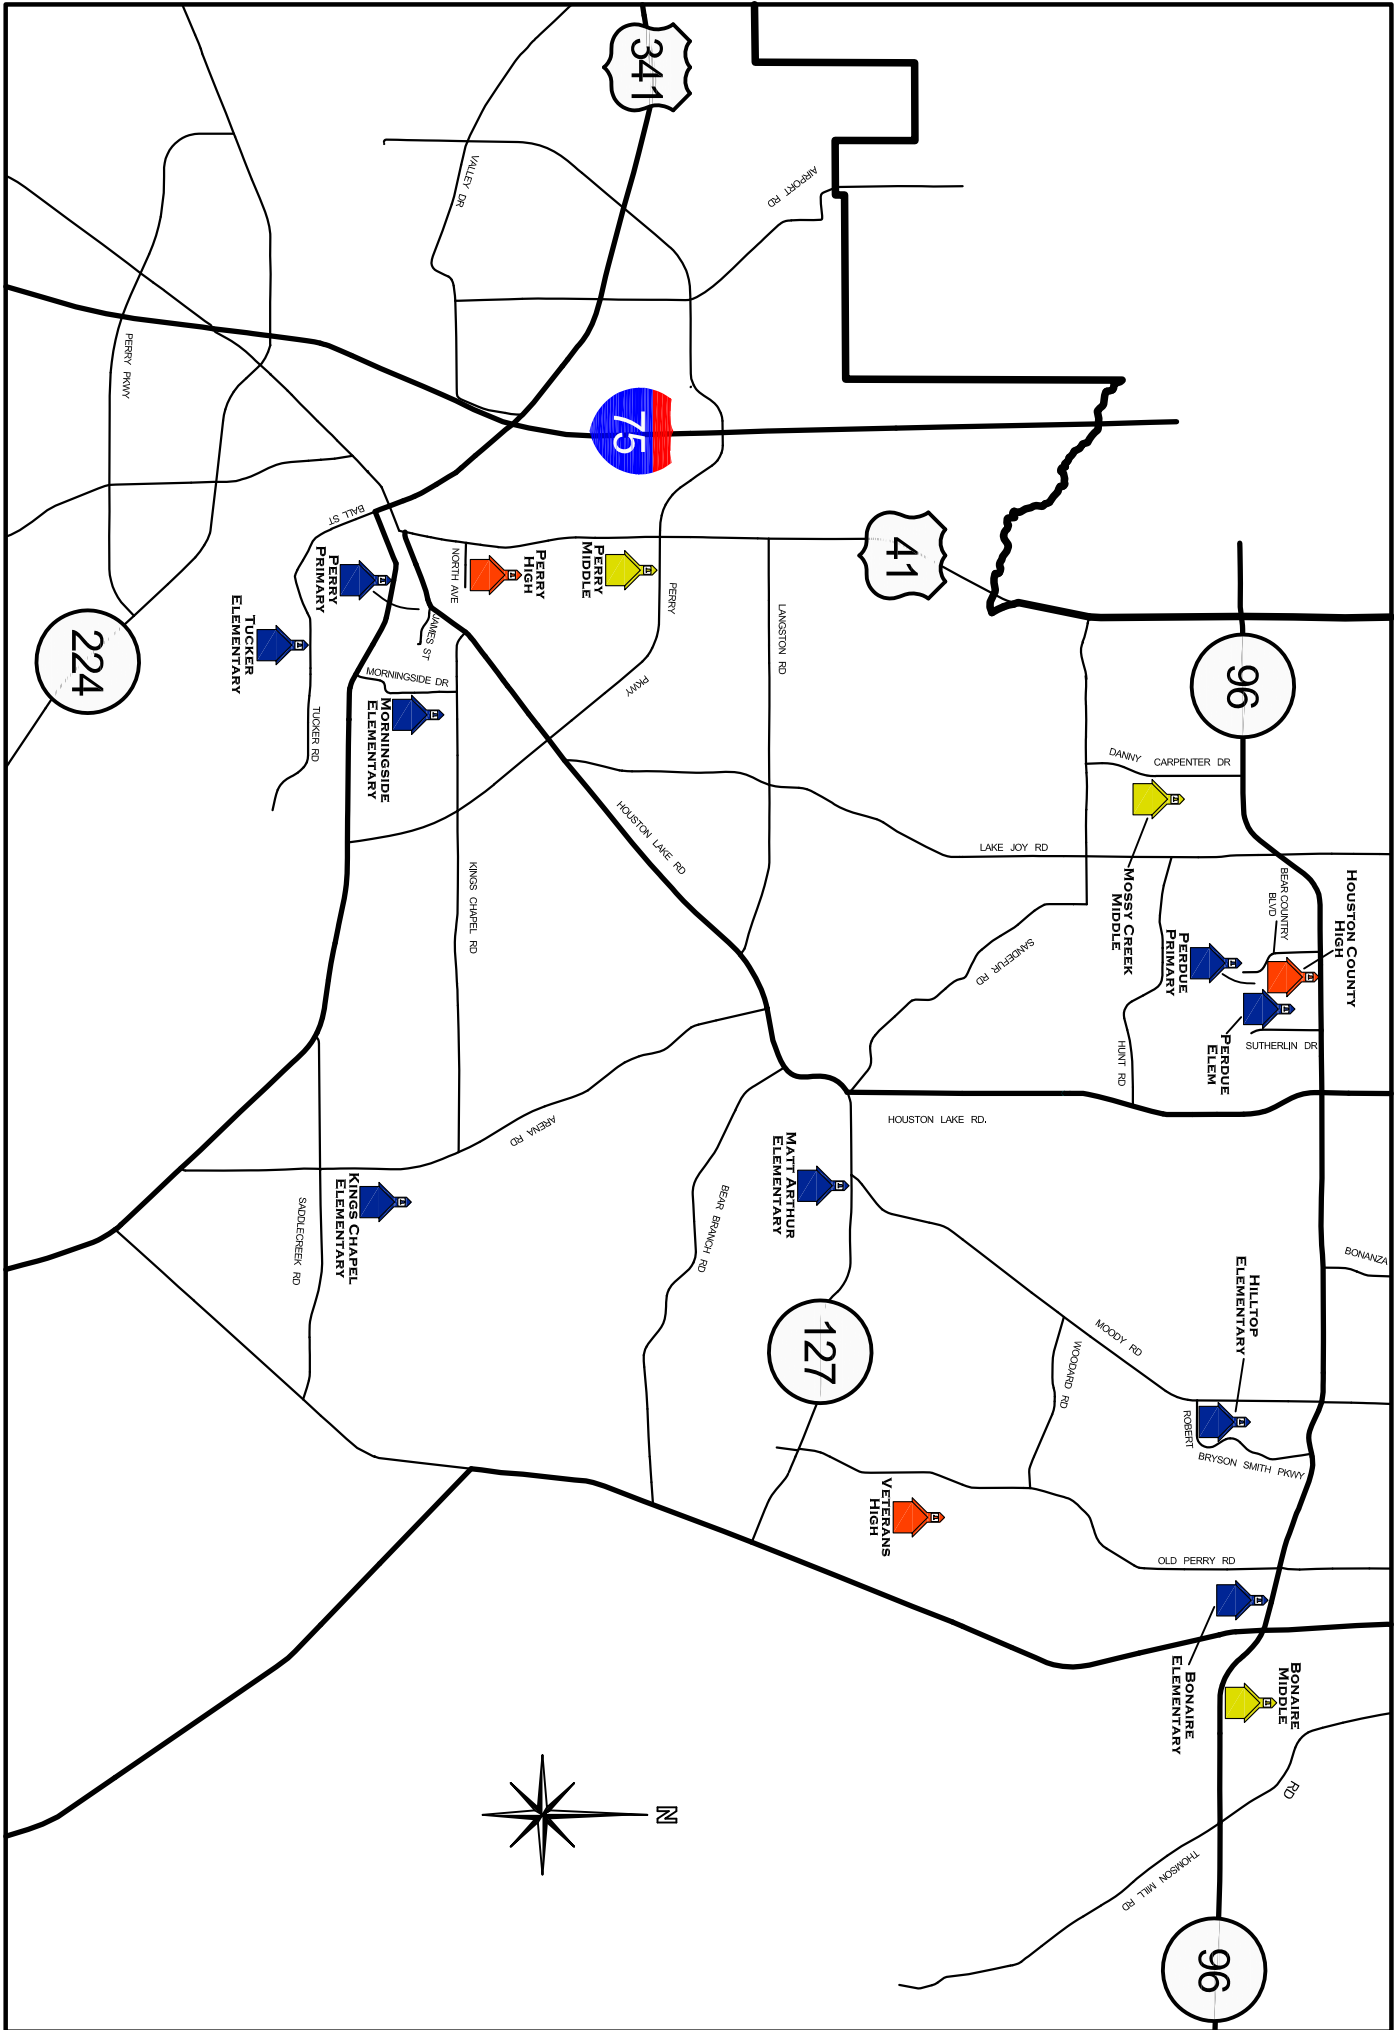 341
VALLEY DR
AIRPORT RD
PERRY PKWY
75
41
96
BALL ST
PERRY
PRIMARY
TUCKER
ELEMENTARY
NORTH AVE
PERRY
HIGH
PERRY
MIDDLE
PERRY
PKWY
LANGSTON RD
224
JAMES ST
MORNINGSIDE DR
MORNINGSIDE
ELEMENTARY
TUCKER RD
DANNY CARPENTER DR
HOUSTON LAKE RD
LAKE JOY RD
MOSSY CREEK
MIDDLE
KINGS CHAPEL RD
BEAR COUNTRY
BLVD
HOUSTON COUNTY
HIGH
PERDUE
PRIMARY
SANDEFUR RD
PERDUE
ELEM
SUTHERLIN DR
HUNT RD
HOUSTON LAKE RD.
ARENA RD
MATT ARTHUR
ELEMENTARY
KINGS CHAPEL
ELEMENTARY
SADDLECREEK RD
BEAR BRANCH RD
BONANZA
HILLTOP
ELEMENTARY
127
MOODY RD
WOODARD RD
ROBERT
BRYSON SMITH PKWY
VETERANS
HIGH
OLD PERRY RD
BONAIRE
ELEMENTARY
BONAIRE
MIDDLE
RD
THOMSON MILL RD
N
96